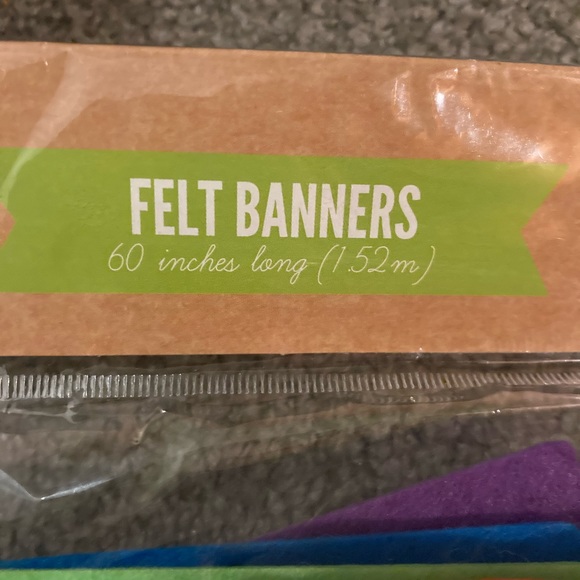 FELT BANNERS
60 inches long (1.52m)